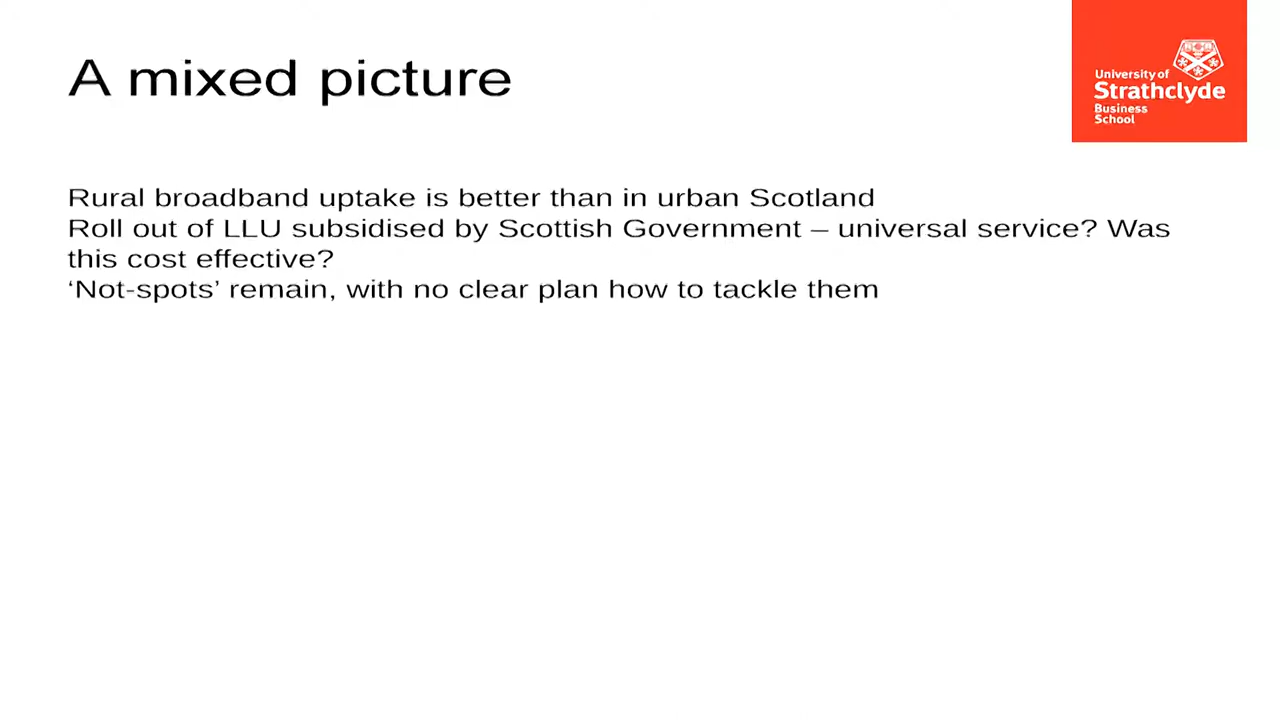 A mixed picture
University of
Strathclyde
Business
School
Rural broadband uptake is better than in urban Scotland
Roll out of LLU subsidised by Scottish Government – universal service? Was
this cost effective?
‘Not-spots’ remain, with no clear plan how to tackle them